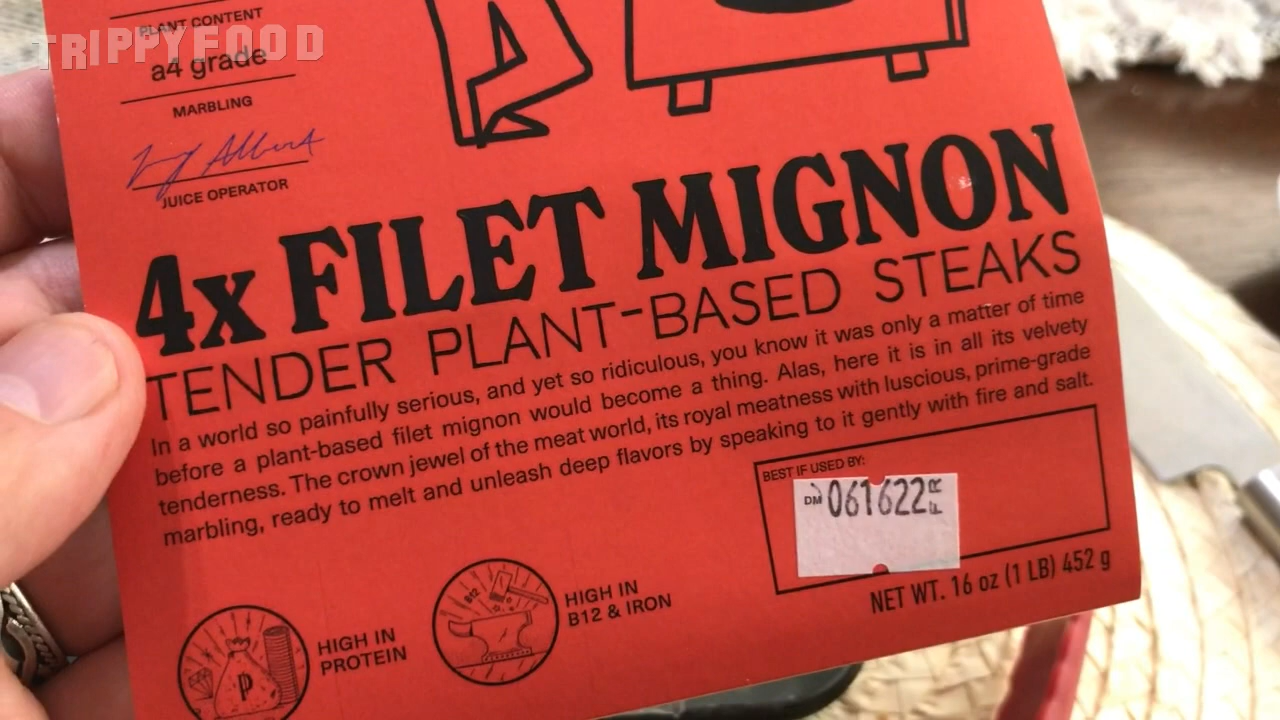 TRIPPYFOOD
PLANT CONTENT
a4 grade
MARBLING
JUICE OPERATOR
4x FILET MIGNON
TENDER PLANT-BASED STEAKS
In a world so painfully serious, and yet so ridiculous, you know it was only a matter of time
before a plant-based filet mignon would become a thing. Alas, here it is in all its velvety
tenderness. The crown jewel of the meat world, its royal meatness with luscious, prime-grade
marbling, ready to melt and unleash deep flavors by speaking to it gently with fire and salt.
BEST IF USED BY:
DM 061622 FR
NET WT. 16 oz (1 LB) 452 g
B12
HIGH IN
B12 & IRON
P
HIGH IN
PROTEIN